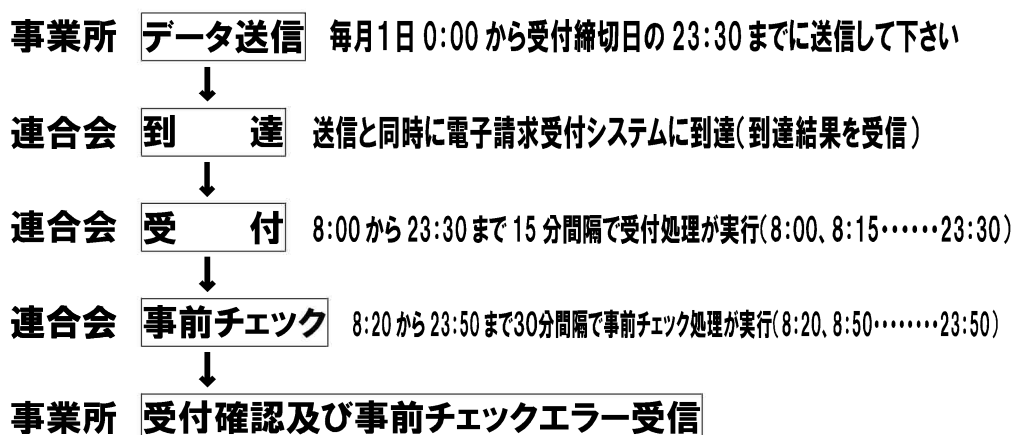 事業所 データ送信 毎月1日 0:00 から受付締切日の 23:30 までに送信して下さい
↓
連合会 到 達 送信と同時に電子請求受付システムに到達(到達結果を受信)
↓
連合会 受 付 8:00 から 23:30 まで 15 分間隔で受付処理が実行(8:00、8:15⋯⋯23:30)
↓
連合会 事前チェック 8:20 から 23:50 まで30分間隔で事前チェック処理が実行(8:20、8:50⋯⋯⋯23:50)
↓
事業所 受付確認及び事前チェックエラー受信